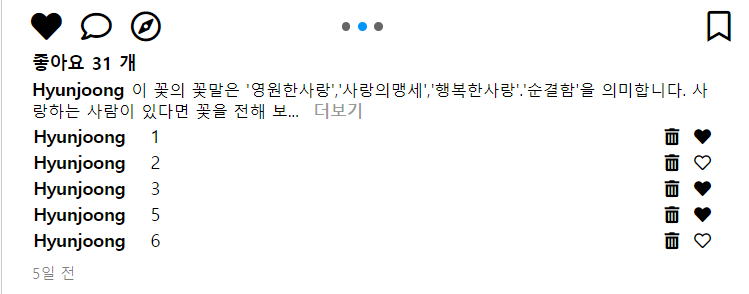 좋아요 31 개
Hyunjoong 이 꽃의 꽃말은 '영원한사랑','사랑의맹세','행복한사랑'.'순결함'을 의미합니다. 사
랑하는 사람이 있다면 꽃을 전해 보... 더보기
Hyunjoong 1
Hyunjoong 2
Hyunjoong 3
Hyunjoong 5
Hyunjoong 6
5일 전